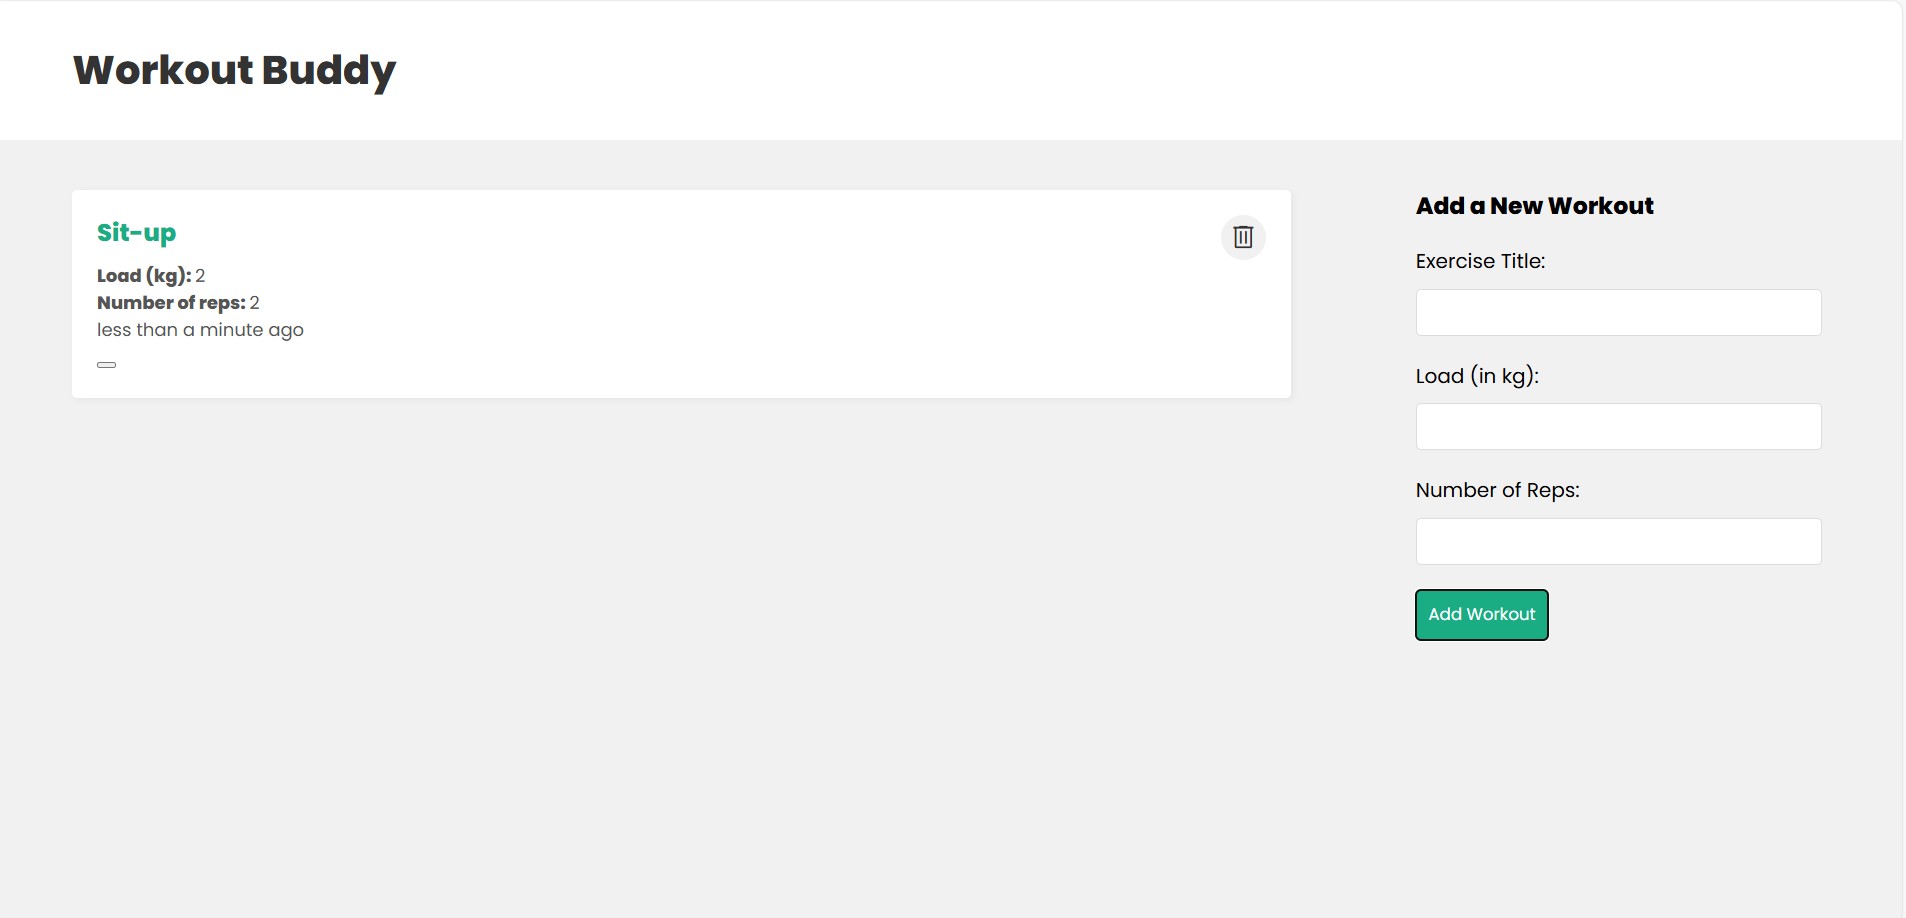 Workout Buddy
Sit-up
Load (kg): 2
Number of reps: 2
less than a minute ago
Add a New Workout
Exercise Title:
Load (in kg):
Number of Reps:
Add Workout